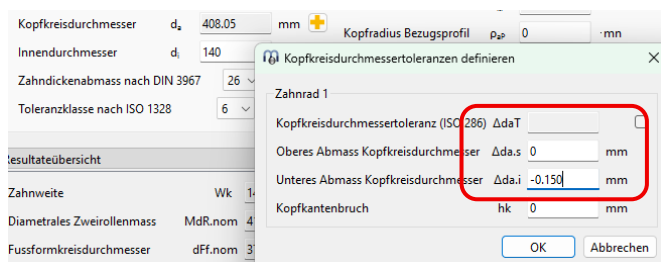 Kopfkreisdurchmesser dₐ 408.05 mm
Kopfradius Bezugsprofil ρₐₚ 0 mm
Innendurchmesser dᵢ 140
Kopfkreisdurchmessertoleranzen definieren
Zahndickenabmass nach DIN 3967 26
Zahnrad 1
Toleranzklasse nach ISO 1328 6
Kopfkreisdurchmessertoleranz (ISO 286) ΔdaT
Resultateübersicht
Oberes Abmass Kopfkreisdurchmesser Δda.s 0 mm
Zahnweite Wk
Unteres Abmass Kopfkreisdurchmesser Δda.i -0.150 mm
Diametrales Zweirollenmass MdR.nom
Kopfkantenbruch hk 0 mm
Fussformkreisdurchmesser dFf.nom
OK Abbrechen